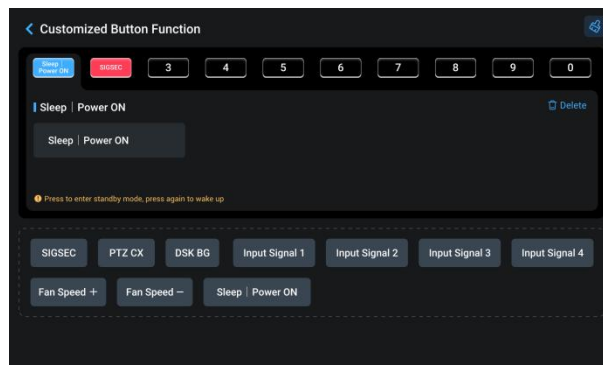 Customized Button Function
Sleep | Power ON
SIGSEC
3
4
5
6
7
8
9
0
Sleep | Power ON
Delete
Sleep | Power ON
Press to enter standby mode, press again to wake up
SIGSEC
PTZ CX
DSK BG
Input Signal 1
Input Signal 2
Input Signal 3
Input Signal 4
Fan Speed +
Fan Speed −
Sleep | Power ON